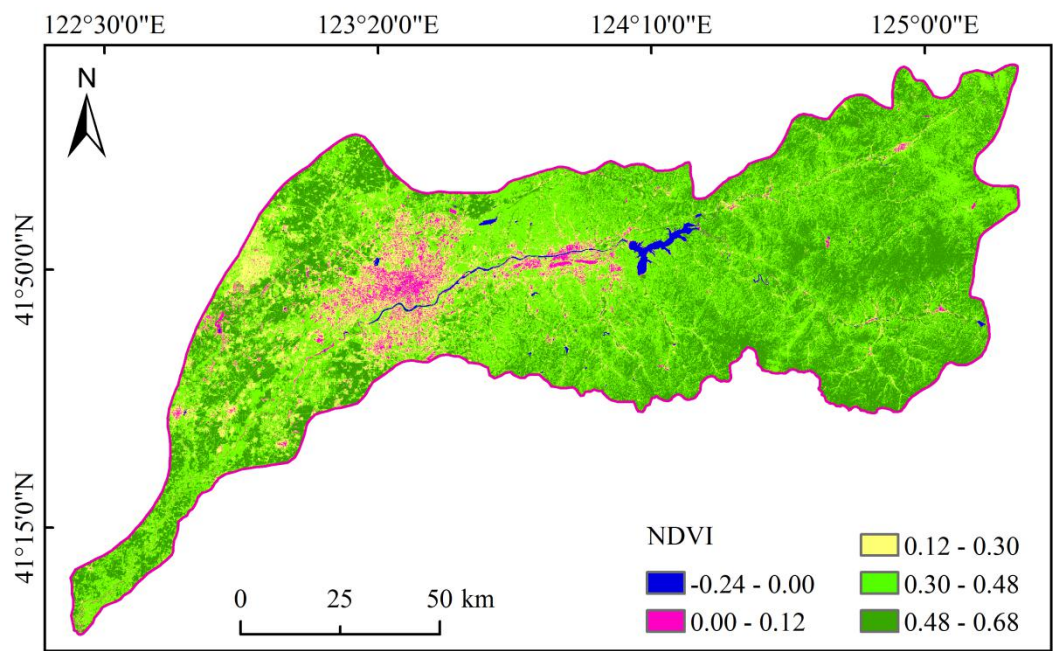 122°30'0"E 123°20'0"E 124°10'0"E 125°0'0"E
N
41°50'0"N
41°15'0"N
NDVI
-0.24 - 0.00
0.00 - 0.12
0.12 - 0.30
0.30 - 0.48
0.48 - 0.68
0 25 50 km